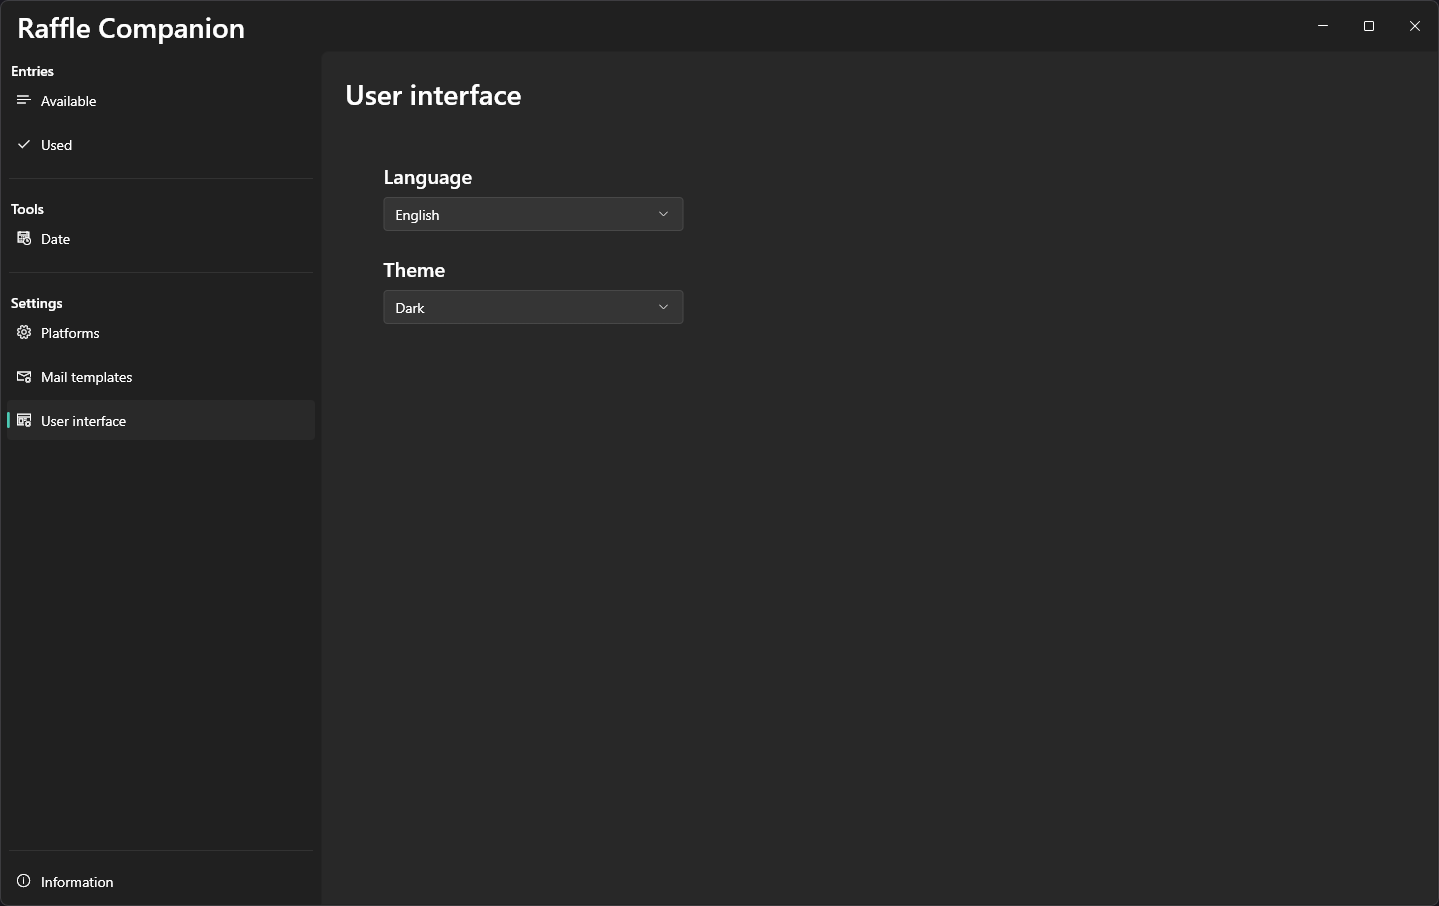 Raffle Companion
Entries
Available
Used
Tools
Date
Settings
Platforms
Mail templates
User interface
Information
User interface
Language
English
Theme
Dark